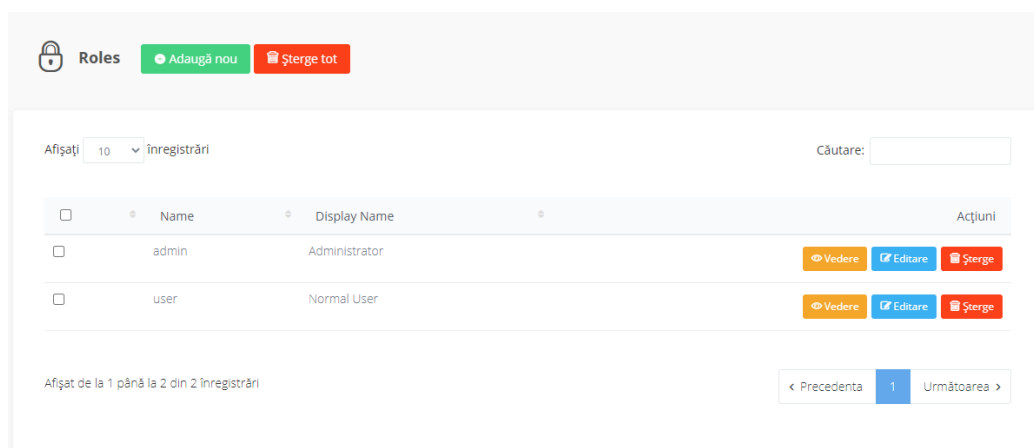 Roles Adaugă nou Şterge tot
Afişaţi 10 înregistrări Căutare:
Name Display Name Acţiuni
admin Administrator Vedere Editare Şterge
user Normal User Vedere Editare Şterge
Afişat de la 1 până la 2 din 2 înregistrări ‹ Precedenta 1 Următoarea ›